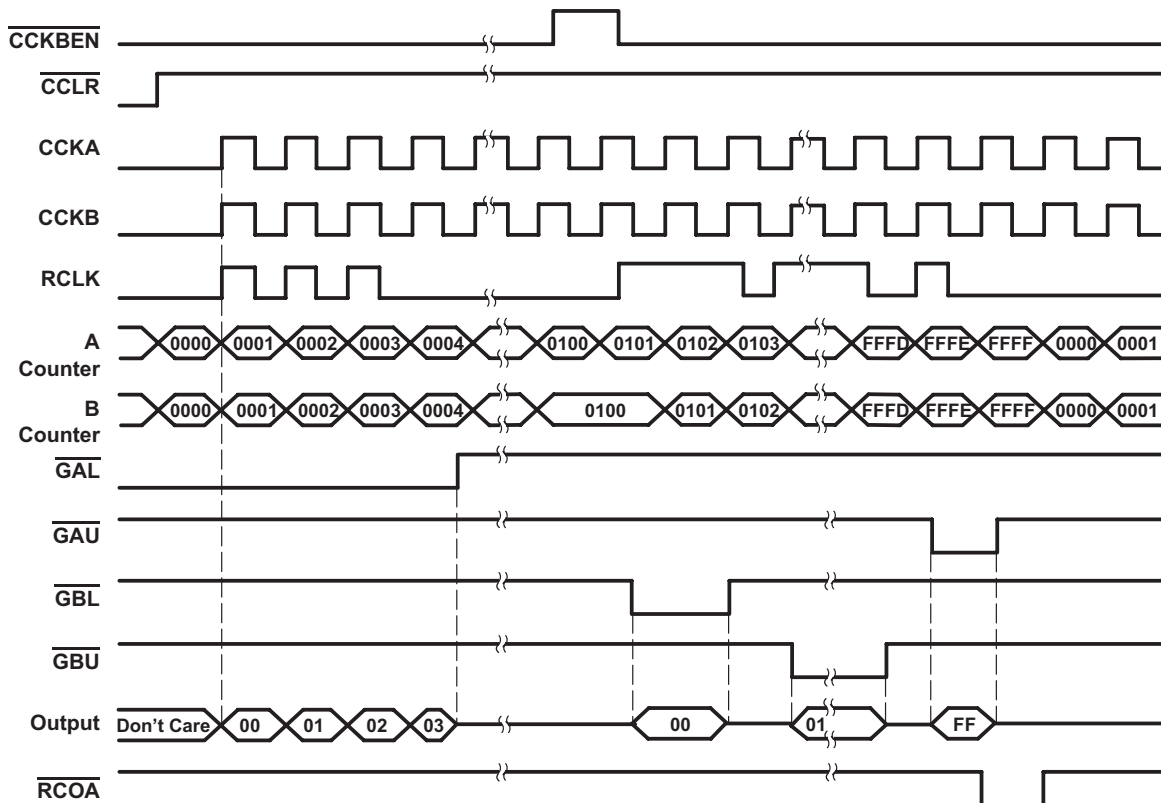 CCKBEN
CCLR
CCKA
CCKB
RCLK
A
Counter
0000 0001 0002 0003 0004 0100 0101 0102 0103 FFFD FFFE FFFF 0000 0001
B
Counter
0000 0001 0002 0003 0004 0100 0101 0102 FFFD FFFE FFFF 0000 0001
GAL
GAU
GBL
GBU
Output
Don't Care 00 01 02 03 00 01 FF
RCOA